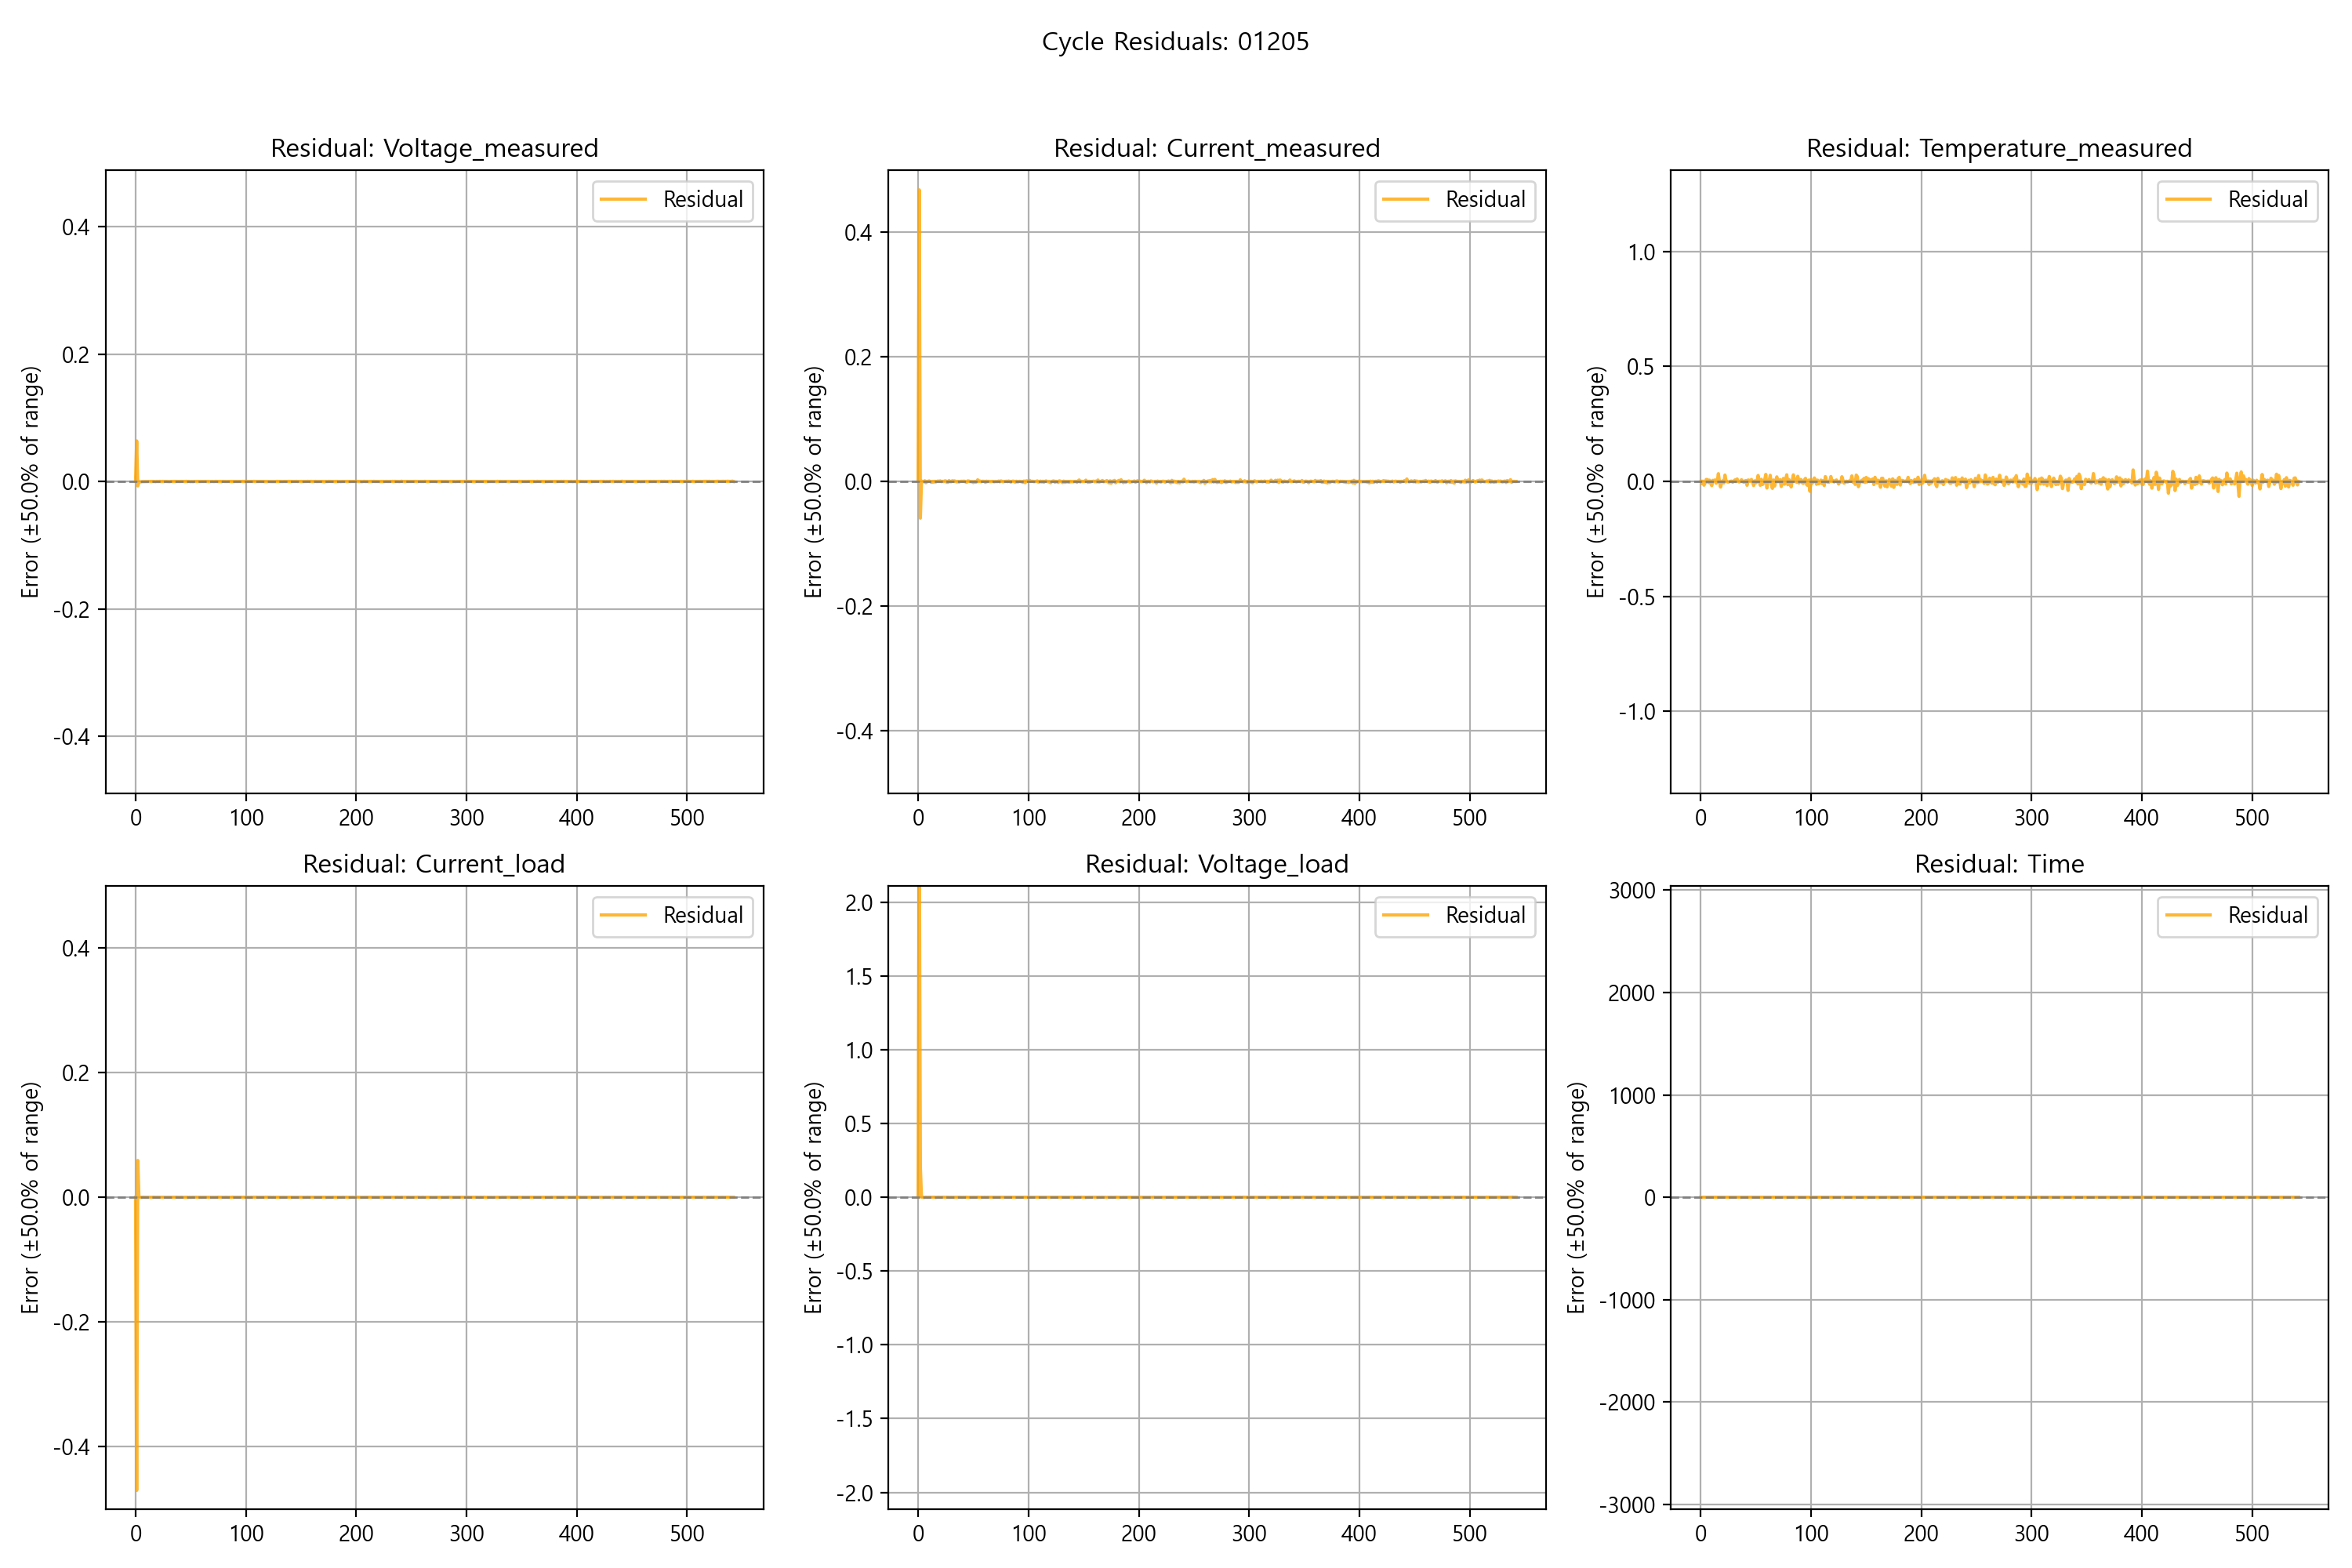 Cycle Residuals: 01205
Residual: Voltage_measured
Residual: Current_measured
Residual: Temperature_measured
Error (±50.0% of range)
0.4
0.2
0.0
-0.2
-0.4
0 100 200 300 400 500
Residual
Error (±50.0% of range)
0.4
0.2
0.0
-0.2
-0.4
0 100 200 300 400 500
Residual
Error (±50.0% of range)
1.0
0.5
0.0
-0.5
-1.0
0 100 200 300 400 500
Residual
Residual: Current_load
Residual: Voltage_load
Residual: Time
Error (±50.0% of range)
0.4
0.2
0.0
-0.2
-0.4
0 100 200 300 400 500
Residual
Error (±50.0% of range)
2.0
1.5
1.0
0.5
0.0
-0.5
-1.0
-1.5
-2.0
0 100 200 300 400 500
Residual
Error (±50.0% of range)
3000
2000
1000
0
-1000
-2000
-3000
0 100 200 300 400 500
Residual